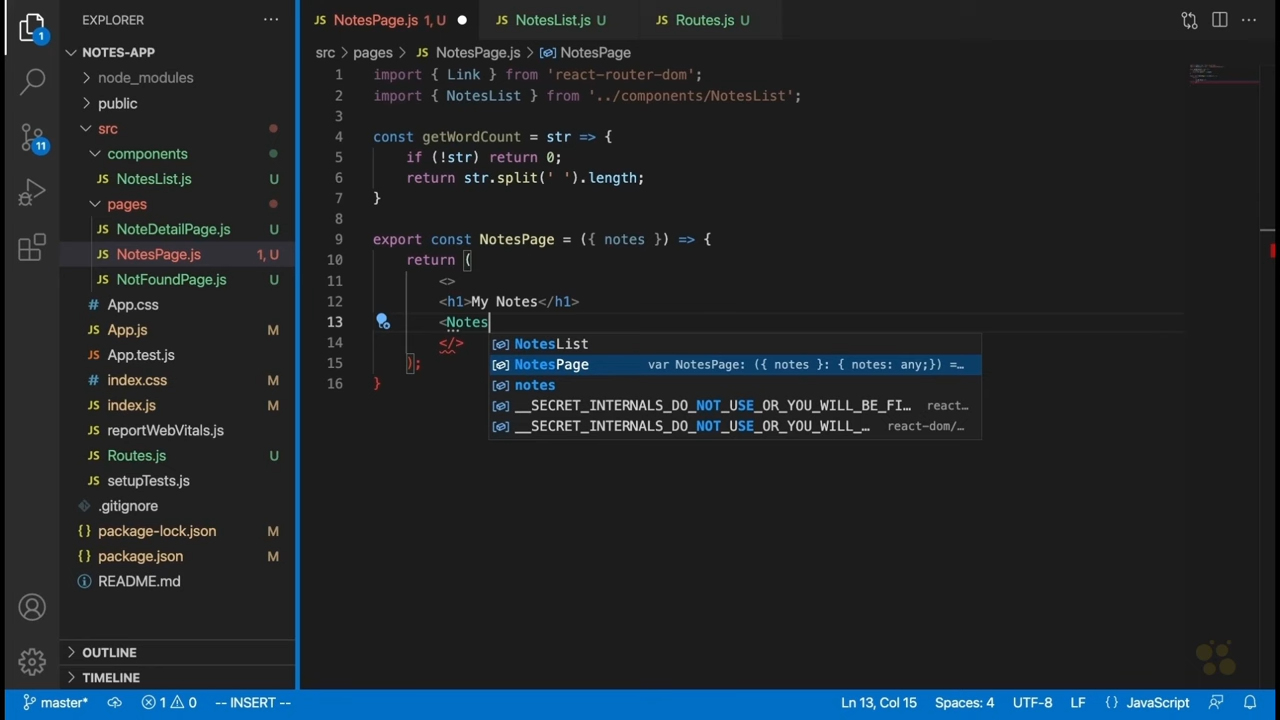 EXPLORER
NotesPage.js 1, U
NotesList.js U
Routes.js U
NOTES-APP
node_modules
public
src
components
NotesList.js U
pages
NoteDetailPage.js U
NotesPage.js 1, U
NotFoundPage.js U
App.css
App.js M
App.test.js
index.css M
index.js M
reportWebVitals.js
Routes.js U
setupTests.js
.gitignore
package-lock.json M
package.json M
README.md
OUTLINE
TIMELINE
1
11
src > pages > JS NotesPage.js > NotesPage
1 import { Link } from 'react-router-dom';
2 import { NotesList } from '../components/NotesList';
3
4 const getWordCount = str => {
5 if (!str) return 0;
6 return str.split(' ').length;
7 }
8
9 export const NotesPage = ({ notes }) => {
10 return (
11 <>
12 <h1>My Notes</h1>
13 <Notes
14 </>
15 );
16 }
NotesList
NotesPage var NotesPage: ({ notes }: { notes: any;}) =…
notes
__SECRET_INTERNALS_DO_NOT_USE_OR_YOU_WILL_BE_FI… react…
__SECRET_INTERNALS_DO_NOT_USE_OR_YOU_WILL_… react-dom/…
master* 1 0 -- INSERT -- Ln 13, Col 15 Spaces: 4 UTF-8 LF {} JavaScript